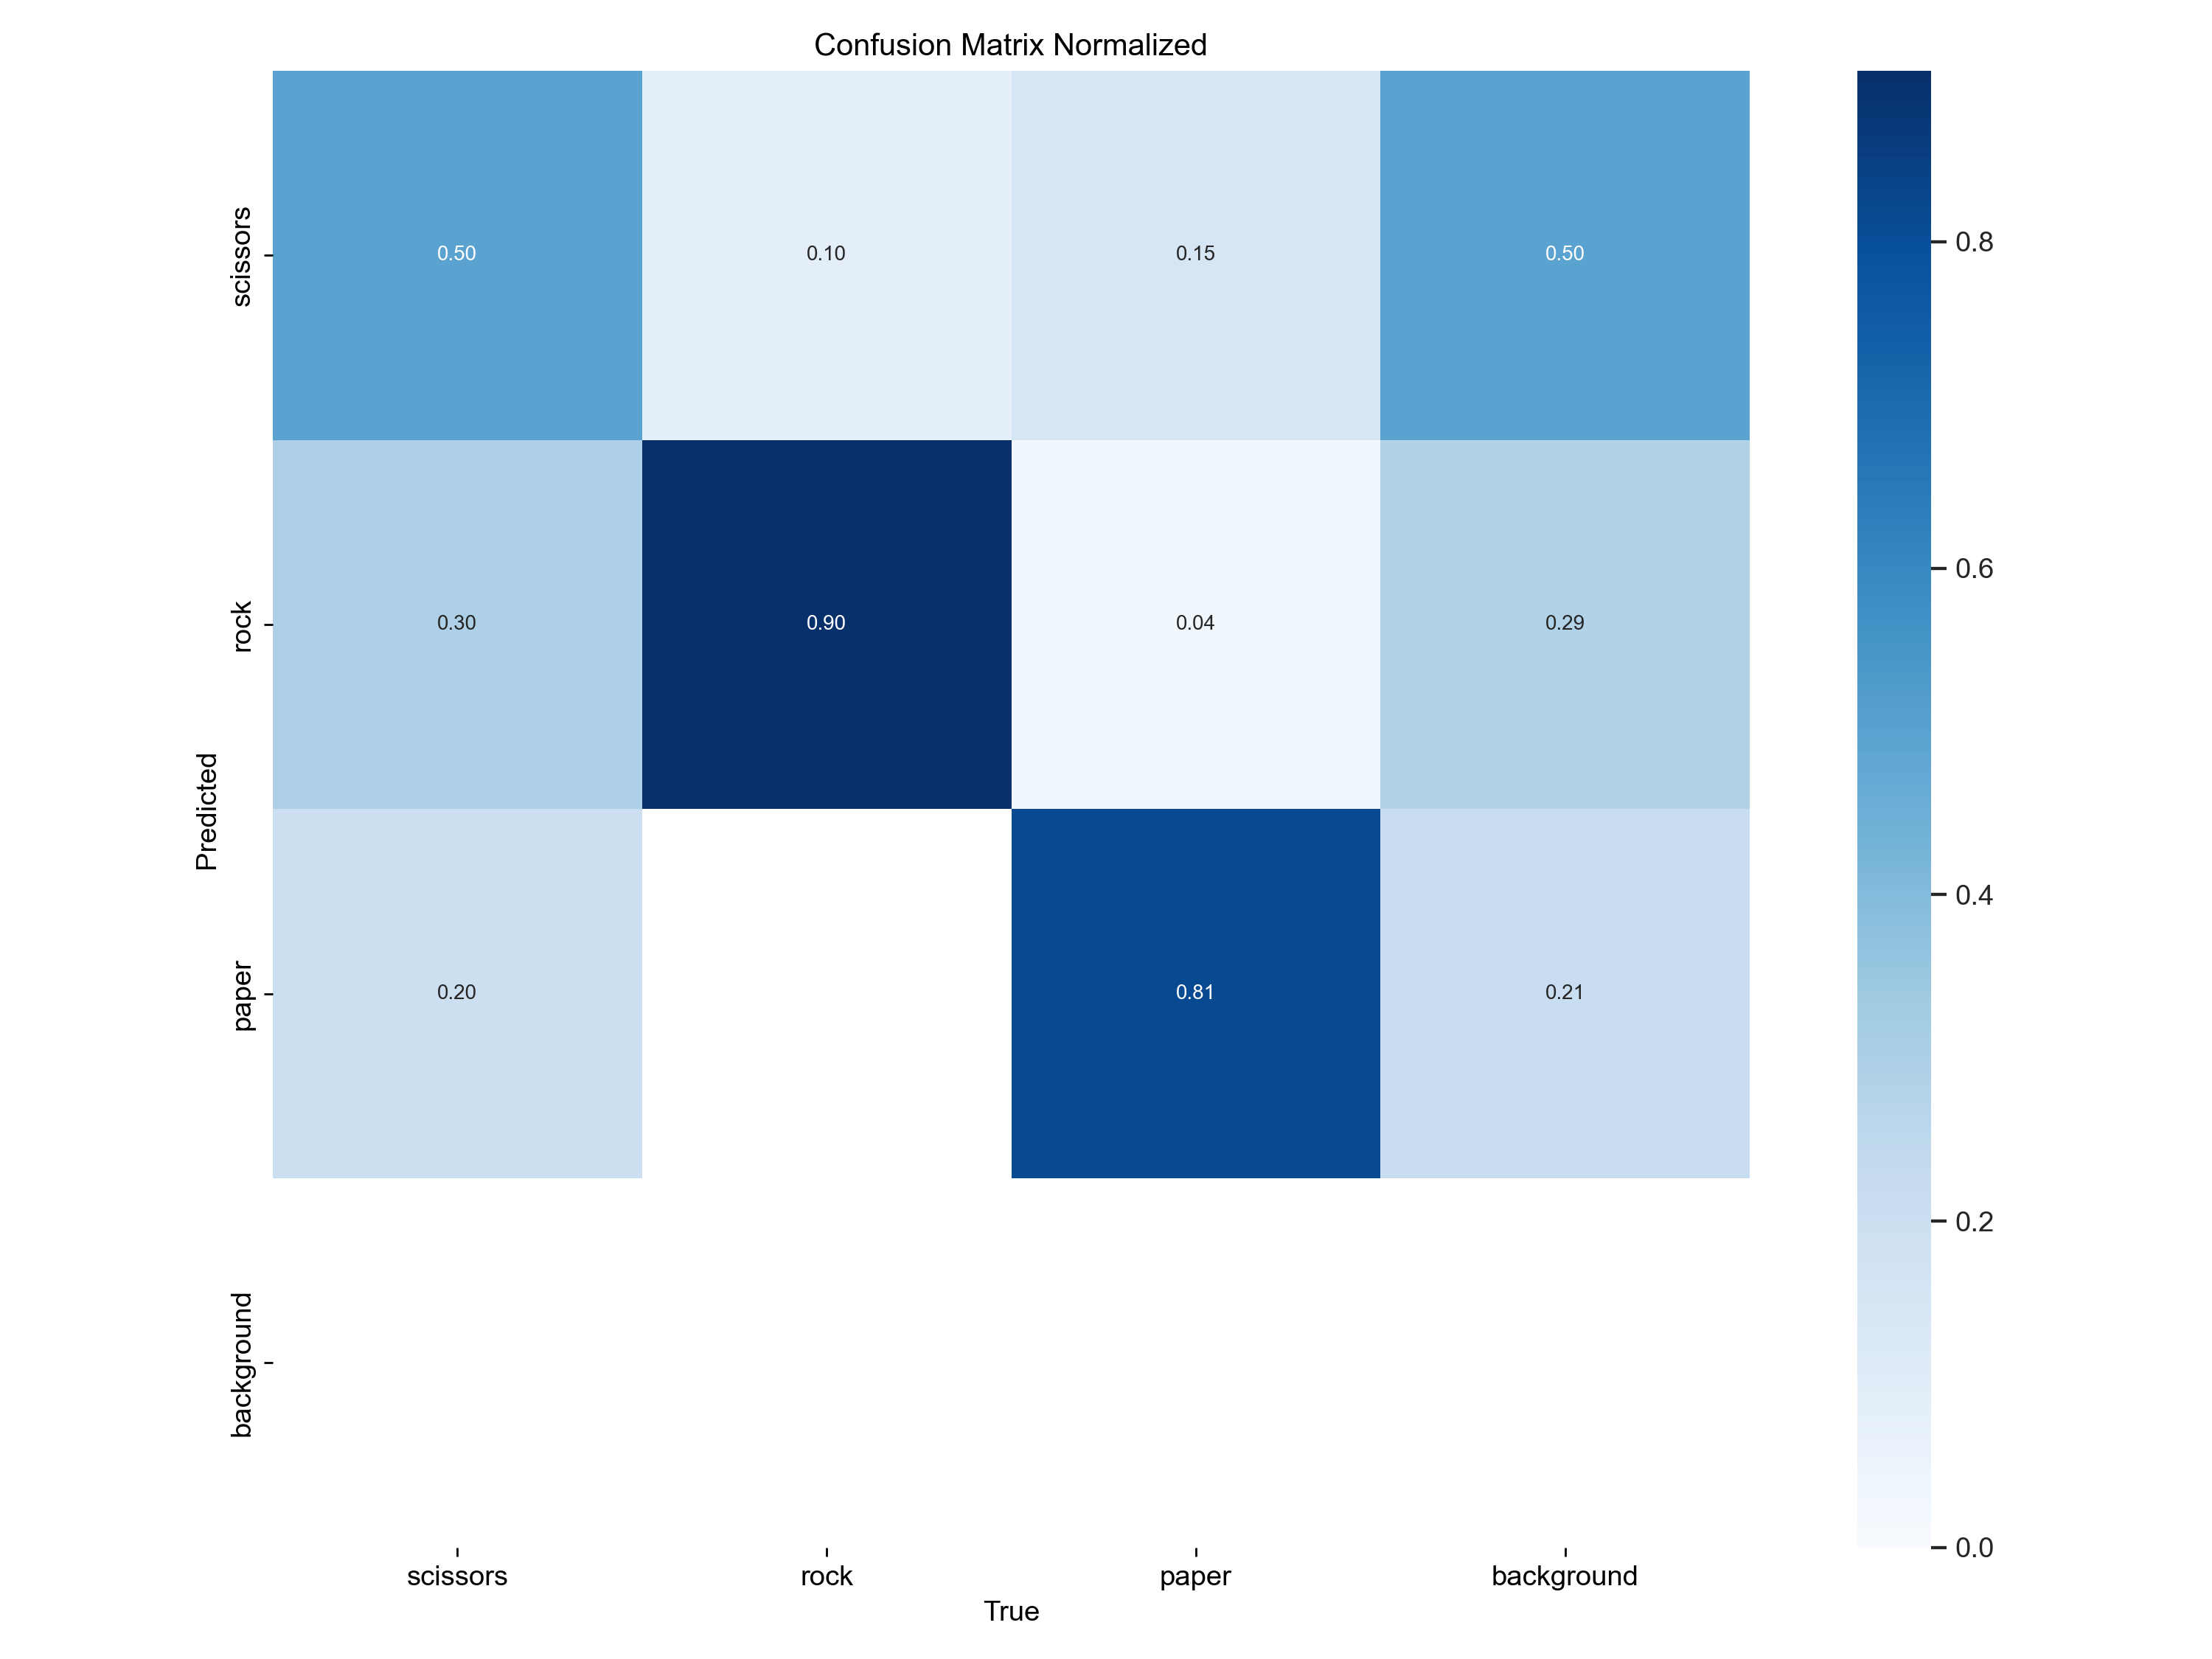 Confusion Matrix Normalized
scissors
0.50
0.10
0.15
0.50
rock
0.30
0.90
0.04
0.29
paper
0.20
0.81
0.21
background
Predicted
scissors
rock
paper
background
True
0.8
0.6
0.4
0.2
0.0